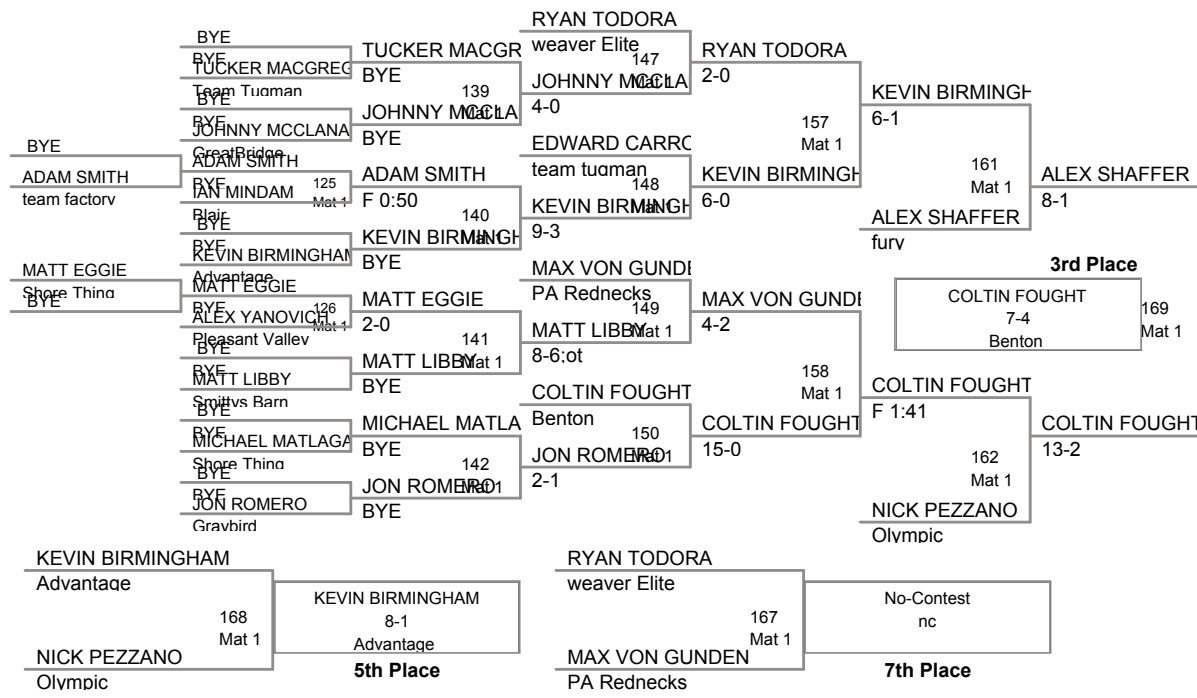 BYE
ADAM SMITH
team factory
MATT EGGIE
Shore Thing
BYE
BYE
BYE
TUCKER MACGREG
Team Tugman
BYE
BYE
JOHNNY MCCLANA
GreatBridge
ADAM SMITH
BYE
IAN MINDAM
Blair
125
Mat 1
BYE
BYE
KEVIN BIRMINGHAM
Advantage
MATT EGGIE
BYE
ALEX YANOVICH
Pleasant Valley
126
Mat 1
BYE
BYE
MATT LIBBY
Smittys Barn
BYE
BYE
MICHAEL MATLAGA
Shore Thing
BYE
BYE
JON ROMERO
Graybird
TUCKER MACGR
BYE
139
Mat 1
JOHNNY MCCLA
BYE
ADAM SMITH
F 0:50
140
Mat 1
KEVIN BIRMINGH
BYE
MATT EGGIE
2-0
141
Mat 1
MATT LIBBY
BYE
MICHAEL MATLA
BYE
142
Mat 1
JON ROMERO
BYE
RYAN TODORA
weaver Elite
147
Mat 1
JOHNNY MCCLA
4-0
EDWARD CARRO
team tugman
148
Mat 1
KEVIN BIRMINGH
9-3
MAX VON GUNDE
PA Rednecks
149
Mat 1
MATT LIBBY
8-6:ot
COLTIN FOUGHT
Benton
150
Mat 1
JON ROMERO
2-1
RYAN TODORA
2-0
157
Mat 1
KEVIN BIRMINGH
6-0
MAX VON GUNDE
4-2
158
Mat 1
COLTIN FOUGHT
15-0
KEVIN BIRMINGH
6-1
161
Mat 1
ALEX SHAFFER
fury
ALEX SHAFFER
8-1
3rd Place
COLTIN FOUGHT
7-4
Benton
169
Mat 1
COLTIN FOUGHT
F 1:41
162
Mat 1
NICK PEZZANO
Olympic
COLTIN FOUGHT
13-2
KEVIN BIRMINGHAM
Advantage
168
Mat 1
NICK PEZZANO
Olympic
KEVIN BIRMINGHAM
8-1
Advantage
5th Place
RYAN TODORA
weaver Elite
167
Mat 1
MAX VON GUNDEN
PA Rednecks
No-Contest
nc
7th Place